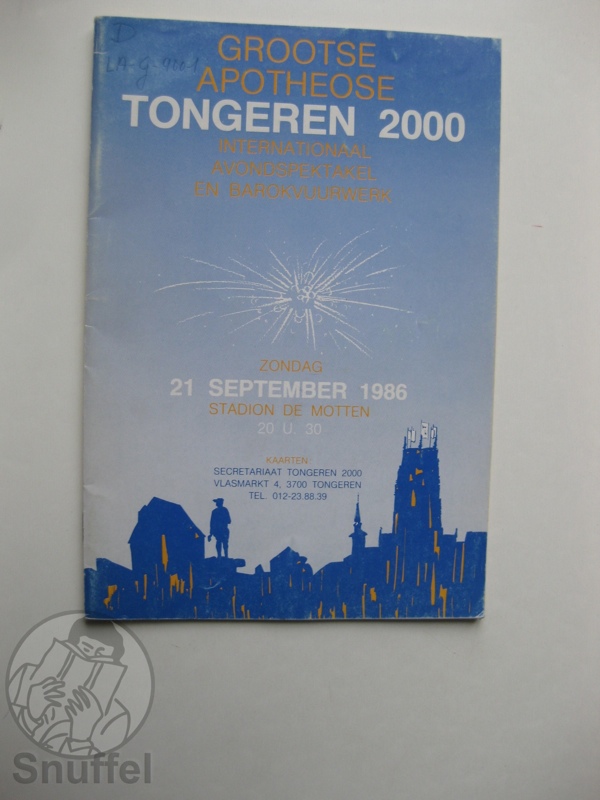 D
GROOTSE
APOTHEOSE
TONGEREN 2000
INTERNATIONAAL
AVONDSPEKTAKEL
EN BAROKVUURWERK
ZONDAG
21 SEPTEMBER 1986
STADION DE MOTTEN
20 U. 30
KAARTEN:
SECRETARIAAT TONGEREN 2000
VLASMARKT 4, 3700 TONGEREN
TEL. 012-23.88.39
Snuffel